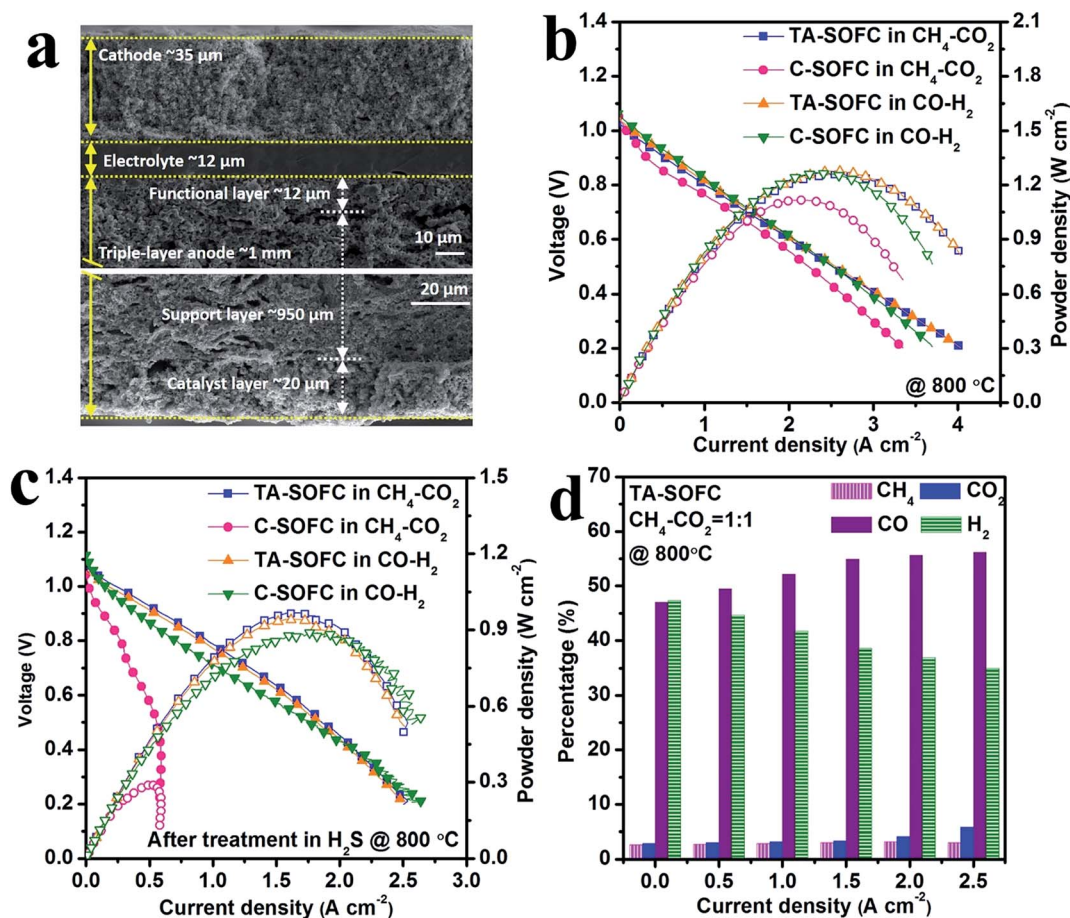 a
Cathode ~35 µm
Electrolyte ~12 µm
Functional layer ~12 µm
Triple-layer anode ~1 mm
10 µm
20 µm
Support layer ~950 µm
Catalyst layer ~20 µm
b
TA-SOFC in CH₄-CO₂
C-SOFC in CH₄-CO₂
TA-SOFC in CO-H₂
C-SOFC in CO-H₂
1.4
1.2
1.0
0.8
0.6
0.4
0.2
0.0
Voltage (V)
2.1
1.8
1.5
1.2
0.9
0.6
0.3
0.0
Powder density (W cm⁻²)
@ 800 °C
0 1 2 3 4
Current density (A cm⁻²)
c
TA-SOFC in CH₄-CO₂
C-SOFC in CH₄-CO₂
TA-SOFC in CO-H₂
C-SOFC in CO-H₂
1.4
1.2
1.0
0.8
0.6
0.4
0.2
0.0
Voltage (V)
1.5
1.2
0.9
0.6
0.3
0.0
Powder density (W cm⁻²)
After treatment in H₂S @ 800 °C
0.0 0.5 1.0 1.5 2.0 2.5 3.0
Current density (A cm⁻²)
d
TA-SOFC
CH₄-CO₂=1:1
@ 800°C
CH₄ CO₂
CO H₂
70
60
50
40
30
20
10
0
Percentatge (%)
0.0 0.5 1.0 1.5 2.0 2.5
Current density (A cm⁻²)